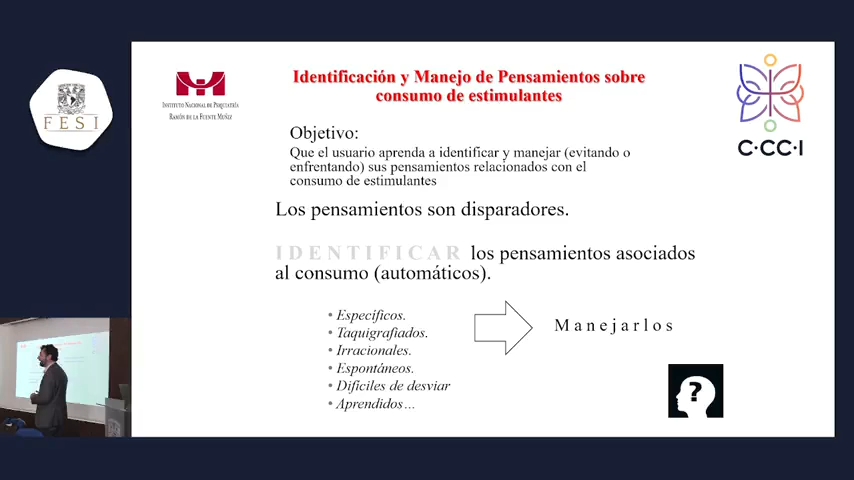 FESI
INSTITUTO NACIONAL DE PSIQUIATRÍA
RAMÓN DE LA FUENTE MUÑIZ
Identificación y Manejo de Pensamientos sobre
consumo de estimulantes
C·CC·I
Objetivo:
Que el usuario aprenda a identificar y manejar (evitando o
enfrentando) sus pensamientos relacionados con el
consumo de estimulantes
Los pensamientos son disparadores.
IDENTIFICAR los pensamientos asociados
al consumo (automáticos).
• Específicos.
• Taquigrafiados.
• Irracionales.
• Espontáneos.
• Difíciles de desviar
• Aprendidos…
Manejarlos
?